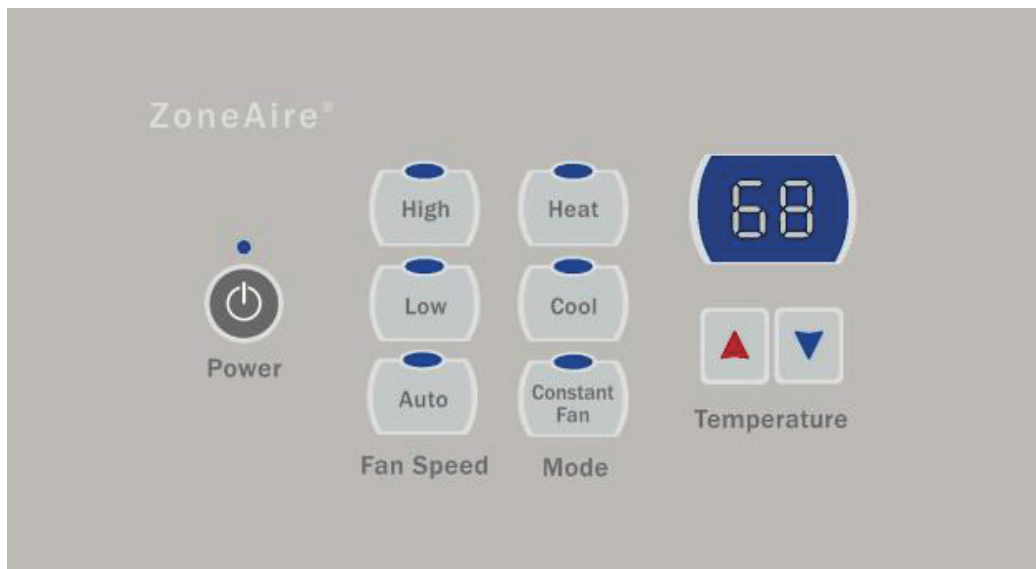 ZoneAire®
High
Heat
68
Low
Cool
Power
Auto
Constant
Fan
Temperature
Fan Speed
Mode